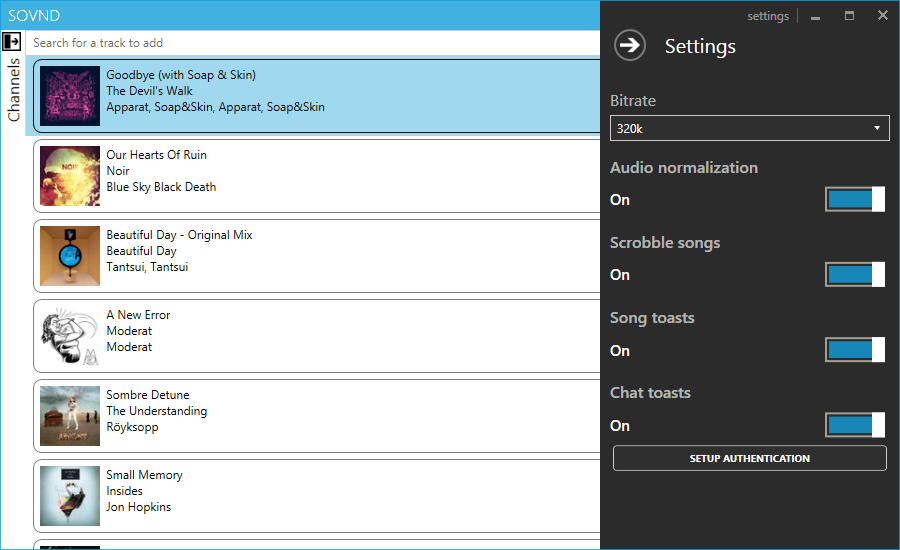 SOVND
settings
Channels
Search for a track to add
Goodbye (with Soap & Skin)
The Devil's Walk
Apparat, Soap&Skin, Apparat, Soap&Skin
NOIR
Our Hearts Of Ruin
Noir
Blue Sky Black Death
Beautiful Day - Original Mix
Beautiful Day
Tantsui, Tantsui
A New Error
Moderat
Moderat
Sombre Detune
The Understanding
Röyksopp
Small Memory
Insides
Jon Hopkins
Settings
Bitrate
320k
Audio normalization
On
Scrobble songs
On
Song toasts
On
Chat toasts
On
SETUP AUTHENTICATION